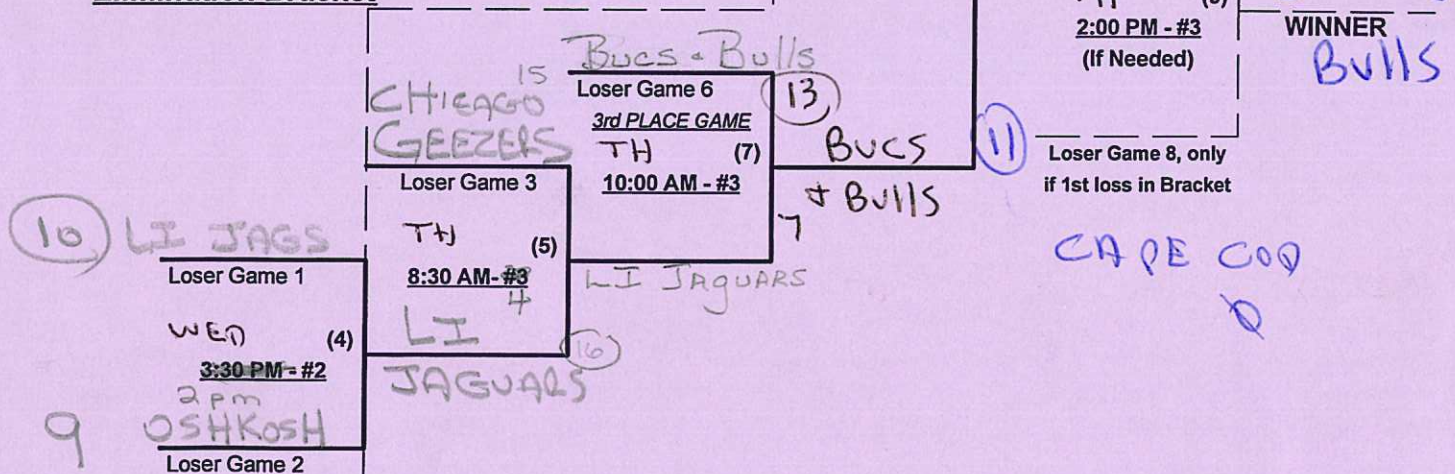 2:00 PM - #3
(If Needed)
WINNER
BUllS
Bucs - Bulls
15
Loser Game 6
13
3rd PLACE GAME
TH (7)
10:00 AM - #3
CHICAGO
GEEZERS
Loser Game 3
TH (5)
8:30 AM- #3
4
BUCS
+ BUllS
7
11
Loser Game 8, only
if 1st loss in Bracket
10 LI JAGS
Loser Game 1
WED (4)
3:30 PM - #2
2pm
9 OSHKOSH
Loser Game 2
LI
JAGUARS
16
LI JAGUARS
CAPE COD